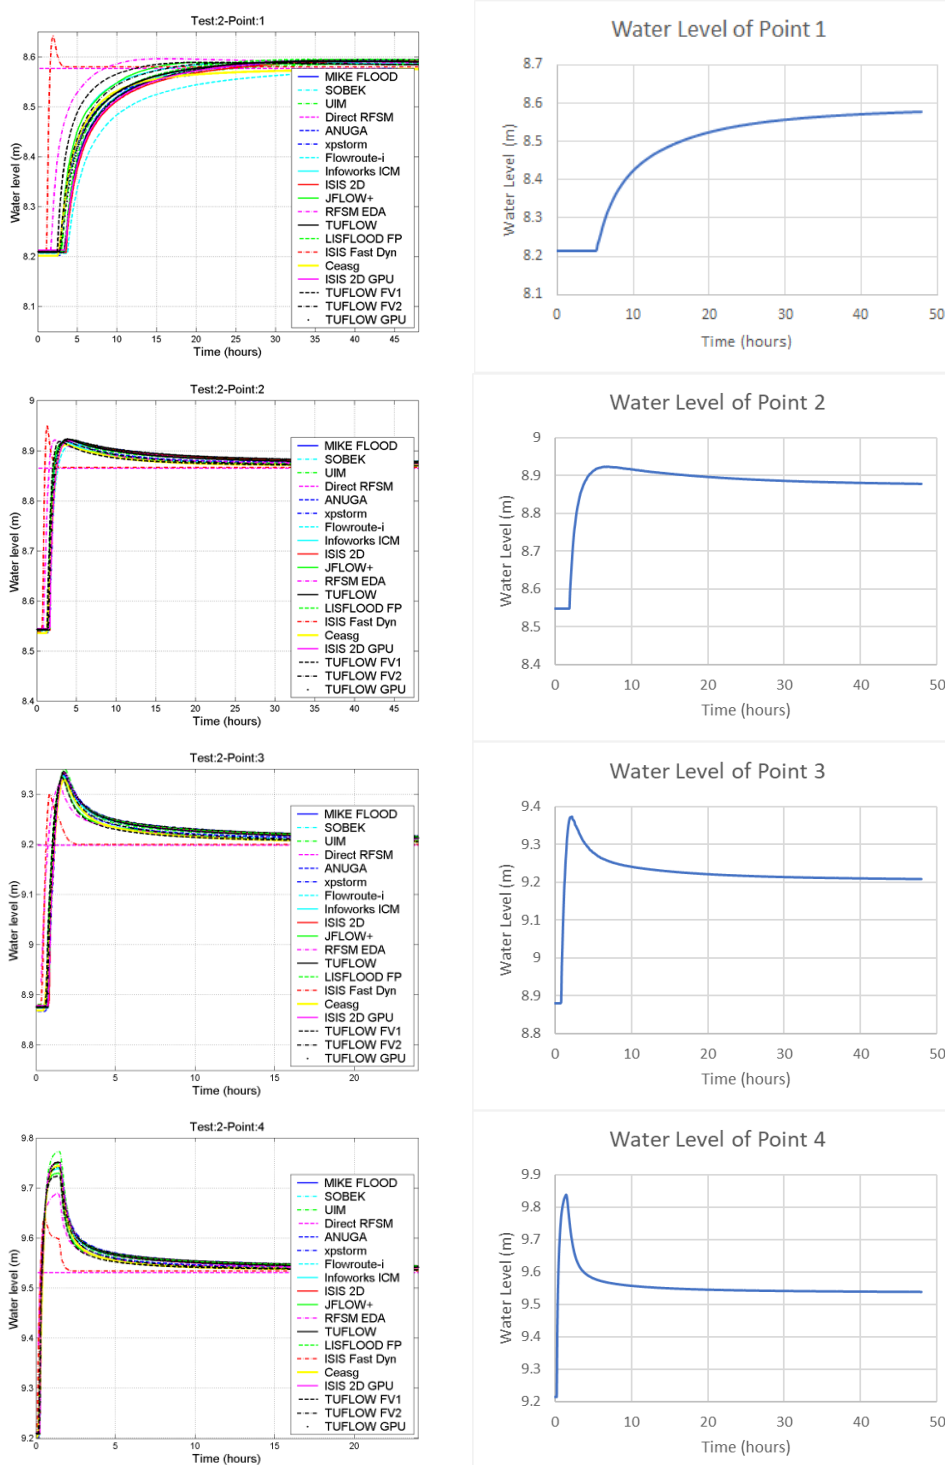 Test:2-Point:1
8.6
8.5
8.4
8.3
8.2
8.1
Water level (m)
0
5
10
15
20
25
30
35
40
45
Time (hours)
MIKE FLOOD
SOBEK
UIM
Direct RFSM
ANUGA
xpstorm
Flowroute-i
Infoworks ICM
ISIS 2D
JFLOW+
RFSM EDA
TUFLOW
LISFLOOD FP
ISIS Fast Dyn
Ceasg
ISIS 2D GPU
TUFLOW FV1
TUFLOW FV2
TUFLOW GPU
Water Level of Point 1
8.7
8.6
8.5
8.4
8.3
8.2
8.1
Water Level (m)
0
10
20
30
40
50
Time (hours)
Test:2-Point:2
9
8.9
8.8
8.7
8.6
8.5
8.4
Water level (m)
0
5
10
15
20
25
30
35
40
45
Time (hours)
MIKE FLOOD
SOBEK
UIM
Direct RFSM
ANUGA
xpstorm
Flowroute-i
Infoworks ICM
ISIS 2D
JFLOW+
RFSM EDA
TUFLOW
LISFLOOD FP
ISIS Fast Dyn
Ceasg
ISIS 2D GPU
TUFLOW FV1
TUFLOW FV2
TUFLOW GPU
Water Level of Point 2
9
8.9
8.8
8.7
8.6
8.5
8.4
Water Level (m)
0
10
20
30
40
50
Time (hours)
Test:2-Point:3
9.3
9.2
9.1
9
8.9
8.8
Water level (m)
0
5
10
15
20
Time (hours)
MIKE FLOOD
SOBEK
UIM
Direct RFSM
ANUGA
xpstorm
Flowroute-i
Infoworks ICM
ISIS 2D
JFLOW+
RFSM EDA
TUFLOW
LISFLOOD FP
ISIS Fast Dyn
Ceasg
ISIS 2D GPU
TUFLOW FV1
TUFLOW FV2
TUFLOW GPU
Water Level of Point 3
9.4
9.3
9.2
9.1
9
8.9
8.8
Water Level (m)
0
10
20
30
40
50
Time (hours)
Test:2-Point:4
9.8
9.7
9.6
9.5
9.4
9.3
9.2
Water level (m)
0
5
10
15
20
Time (hours)
MIKE FLOOD
SOBEK
UIM
Direct RFSM
ANUGA
xpstorm
Flowroute-i
Infoworks ICM
ISIS 2D
JFLOW+
RFSM EDA
TUFLOW
LISFLOOD FP
ISIS Fast Dyn
Ceasg
ISIS 2D GPU
TUFLOW FV1
TUFLOW FV2
TUFLOW GPU
Water Level of Point 4
9.9
9.8
9.7
9.6
9.5
9.4
9.3
9.2
Water Level (m)
0
10
20
30
40
50
Time (hours)